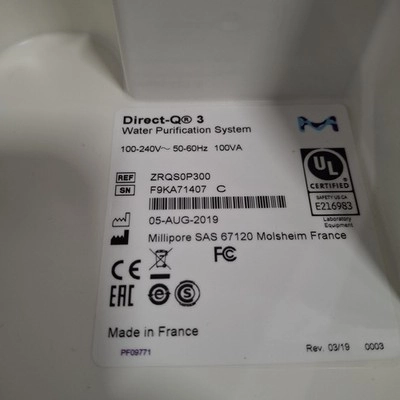 Direct-Q® 3
Water Purification System
100-240V~ 50-60Hz 100VA
REF ZRQS0P300
SN F9KA71407 C
05-AUG-2019
Millipore SAS 67120 Molsheim France
UL
CERTIFIED
SAFETY US CA
E216983
Laboratory
Equipment
CE
FC
EAC
e S
Made in France
PF09771
Rev. 03/19 0003